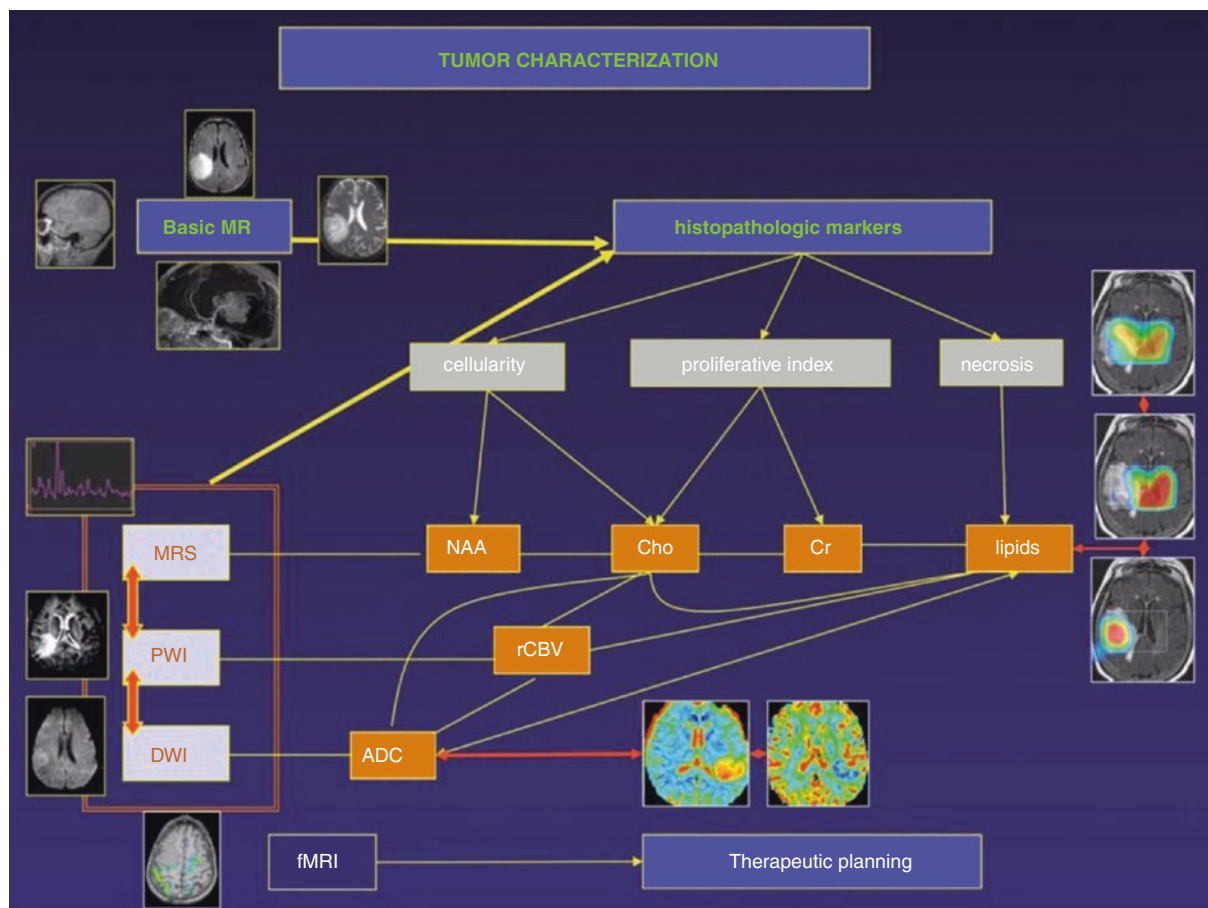 TUMOR CHARACTERIZATION
Basic MR
histopathologic markers
cellularity
proliferative index
necrosis
MRS
NAA
Cho
Cr
lipids
PWI
rCBV
DWI
ADC
fMRI
Therapeutic planning